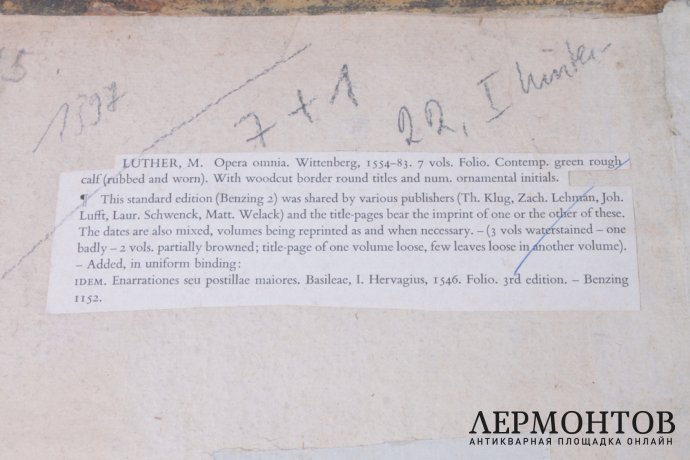 1397
7 + 1
22, I
LUTHER, M. Opera omnia. Wittenberg, 1554–83. 7 vols. Folio. Contemp. green rough
calf (rubbed and worn). With woodcut border round titles and num. ornamental initials.
¶ This standard edition (Benzing 2) was shared by various publishers (Th. Klug, Zach. Lehman, Joh.
Lufft, Laur. Schwenck, Matt. Welack) and the title-pages bear the imprint of one or the other of these.
The dates are also mixed, volumes being reprinted as and when necessary. – (3 vols waterstained – one
badly – 2 vols. partially browned; title-page of one volume loose, few leaves loose in another volume).
– Added, in uniform binding:
IDEM. Enarrationes seu postillae maiores. Basileae, I. Hervagius, 1546. Folio. 3rd edition. – Benzing
1152.
ЛЕРМОНТОВ
АНТИКВАРНАЯ ПЛОЩАДКА ОНЛАЙН